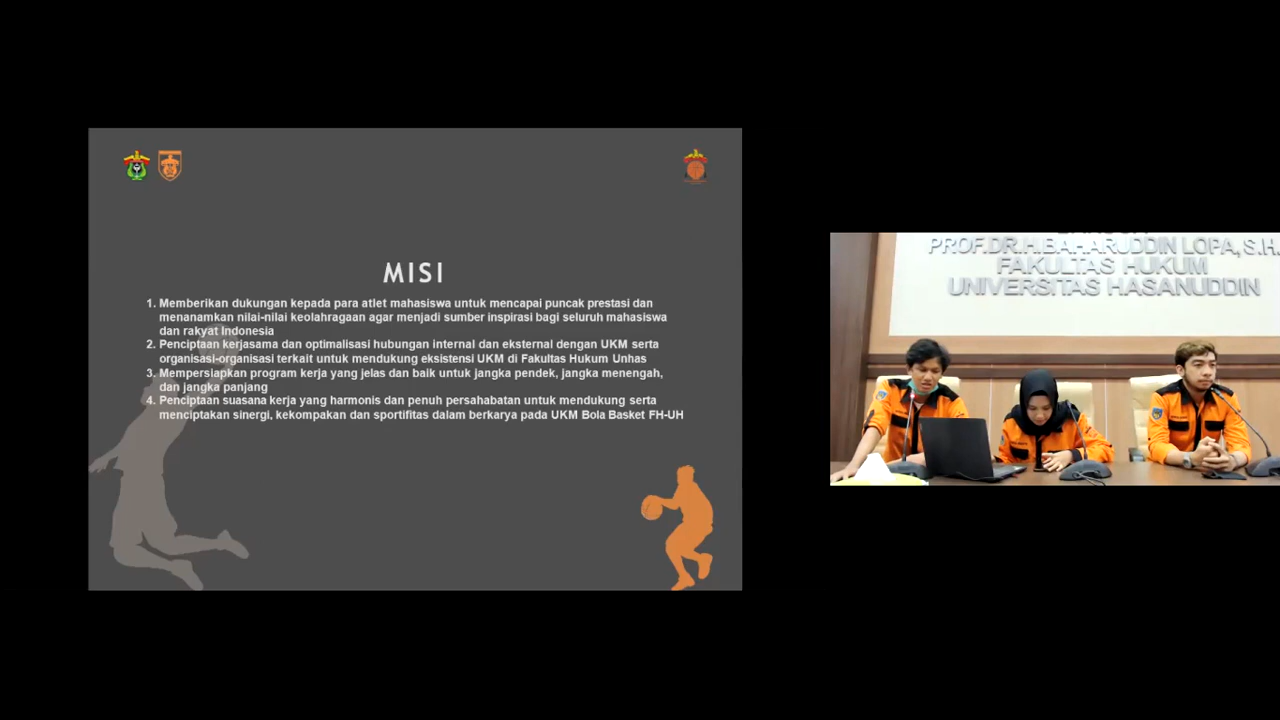 MISI
1. Memberikan dukungan kepada para atlet mahasiswa untuk mencapai puncak prestasi dan
menanamkan nilai-nilai keolahragaan agar menjadi sumber inspirasi bagi seluruh mahasiswa
dan rakyat Indonesia
2. Penciptaan kerjasama dan optimalisasi hubungan internal dan eksternal dengan UKM serta
organisasi-organisasi terkait untuk mendukung eksistensi UKM di Fakultas Hukum Unhas
3. Mempersiapkan program kerja yang jelas dan baik untuk jangka pendek, jangka menengah,
dan jangka panjang
4. Penciptaan suasana kerja yang harmonis dan penuh persahabatan untuk mendukung serta
menciptakan sinergi, kekompakan dan sportifitas dalam berkarya pada UKM Bola Basket FH-UH
PROF.DR.H.BAHARUDDIN LOPA, S.H.
FAKULTAS HUKUM
UNIVERSITAS HASANUDDIN